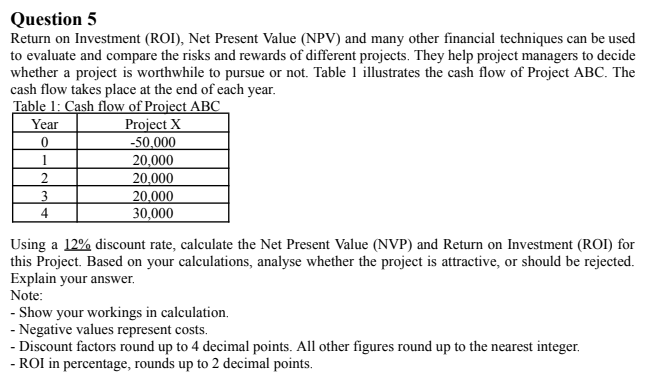 Question 5
Return on Investment (ROI), Net Present Value (NPV) and many other financial techniques can be used
to evaluate and compare the risks and rewards of different projects. They help project managers to decide
whether a project is worthwhile to pursue or not. Table 1 illustrates the cash flow of Project ABC. The
cash flow takes place at the end of each year.
Table 1: Cash flow of Project ABC
Year Project X
0 -50,000
1 20,000
2 20,000
3 20,000
4 30,000
Using a 12% discount rate, calculate the Net Present Value (NVP) and Return on Investment (ROI) for
this Project. Based on your calculations, analyse whether the project is attractive, or should be rejected.
Explain your answer.
Note:
- Show your workings in calculation.
- Negative values represent costs.
- Discount factors round up to 4 decimal points. All other figures round up to the nearest integer.
- ROI in percentage, rounds up to 2 decimal points.